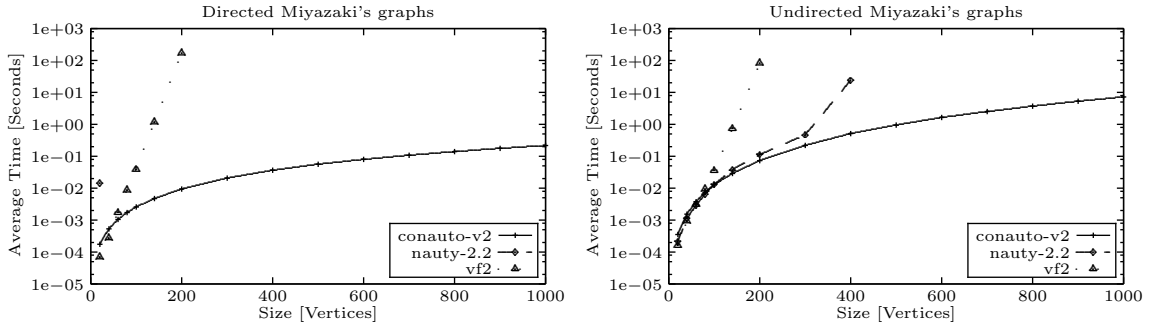 Directed Miyazaki's graphs
Average Time [Seconds]
1e+03
1e+02
1e+01
1e+00
1e−01
1e−02
1e−03
1e−04
1e−05
0 200 400 600 800 1000
Size [Vertices]
conauto-v2
nauty-2.2
vf2
Undirected Miyazaki's graphs
Average Time [Seconds]
1e+03
1e+02
1e+01
1e+00
1e−01
1e−02
1e−03
1e−04
1e−05
0 200 400 600 800 1000
Size [Vertices]
conauto-v2
nauty-2.2
vf2